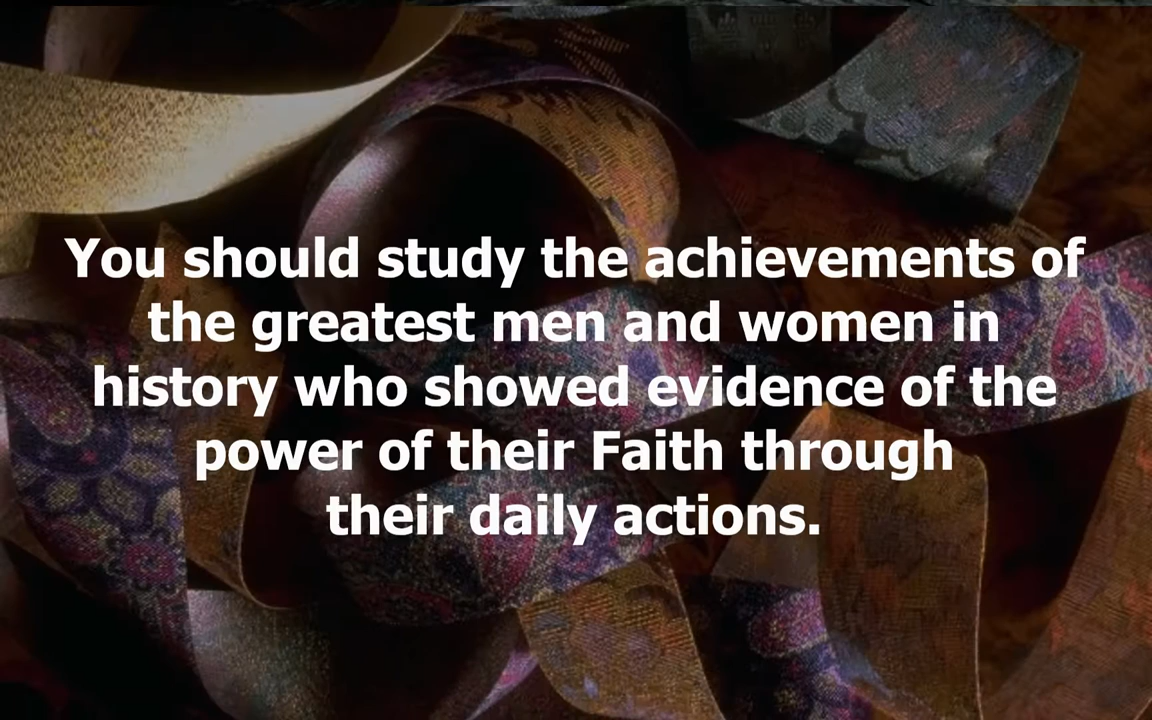 You should study the achievements of
the greatest men and women in
history who showed evidence of the
power of their Faith through
their daily actions.